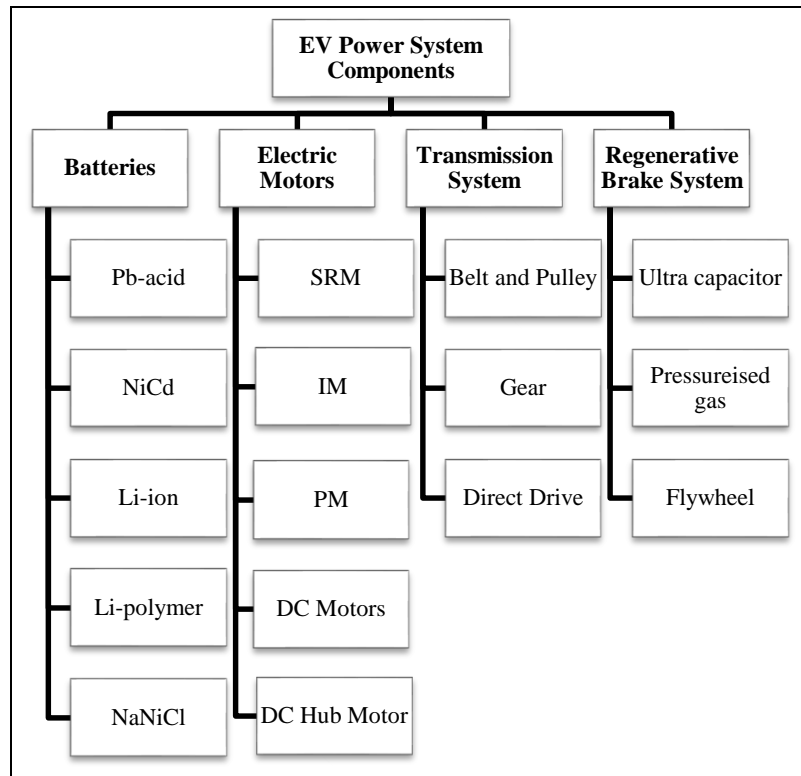 EV Power System
Components
Batteries
Electric
Motors
Transmission
System
Regenerative
Brake System
Pb-acid
SRM
Belt and Pulley
Ultra capacitor
NiCd
IM
Gear
Pressureised
gas
Li-ion
PM
Direct Drive
Flywheel
Li-polymer
DC Motors
NaNiCl
DC Hub Motor